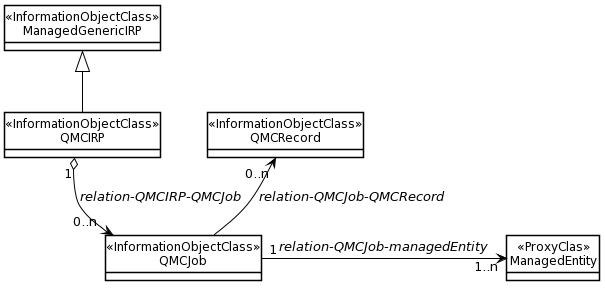 «InformationObjectClass»
ManagedGenericIRP
«InformationObjectClass»
QMCIRP
«InformationObjectClass»
QMCRecord
1
0..n
relation-QMCIRP-QMCJob
relation-QMCJob-QMCRecord
0..n
«InformationObjectClass»
QMCJob
1
relation-QMCJob-managedEntity
1..n
«ProxyClas»
ManagedEntity